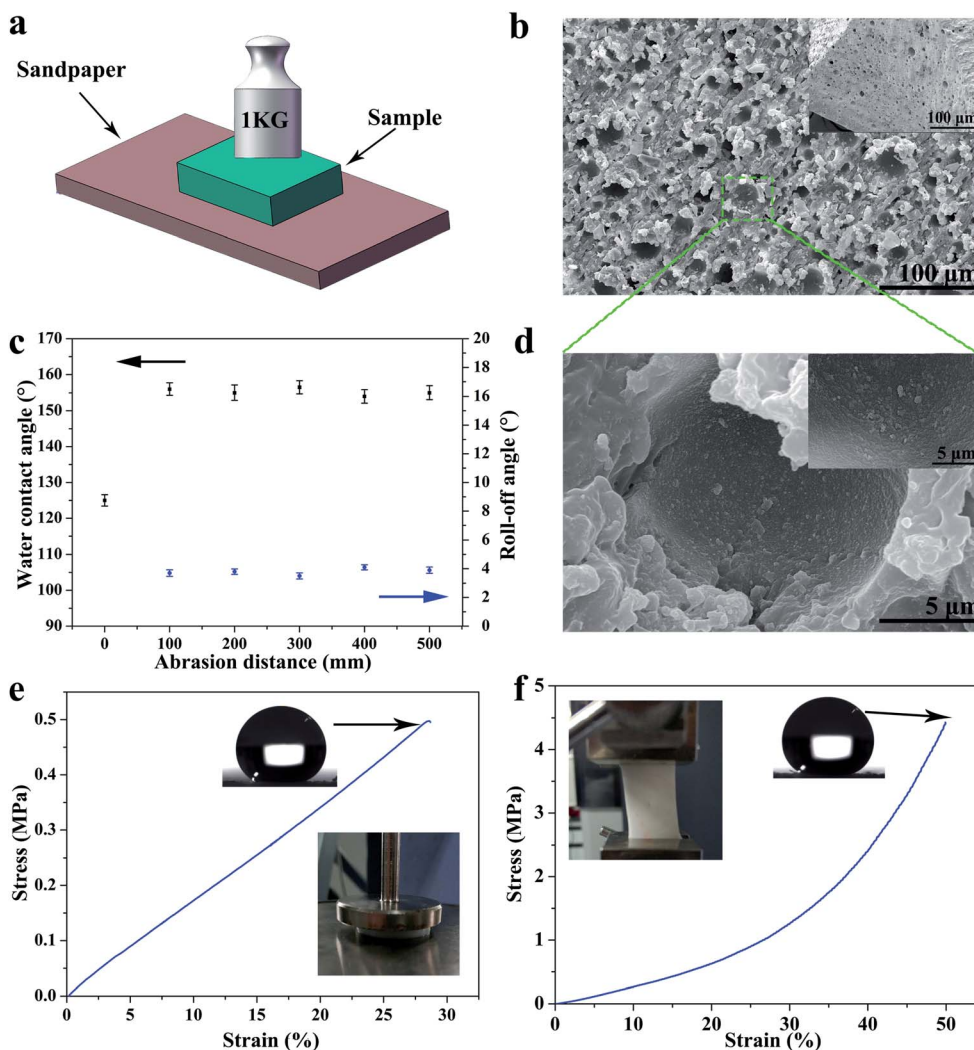 a
Sandpaper
1KG
Sample
b
100 μm
100 μm
c
170
160
150
140
130
120
110
100
90
Water contact angle (°)
20
18
16
14
12
10
8
6
4
2
0
Roll-off angle (°)
0 100 200 300 400 500
Abrasion distance (mm)
d
5 μm
5 μm
e
0.5
0.4
0.3
0.2
0.1
0.0
Stress (MPa)
0 5 10 15 20 25 30
Strain (%)
f
5
4
3
2
1
0
Stress (MPa)
0 10 20 30 40 50
Strain (%)